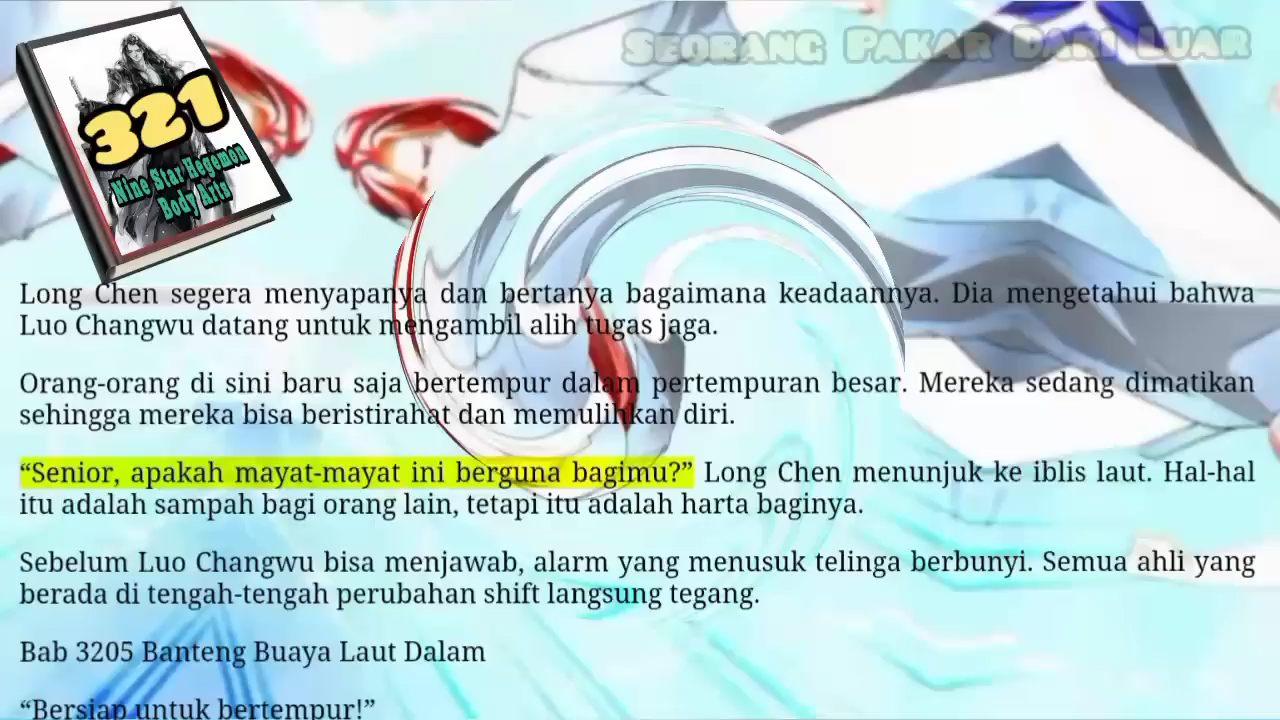 SEORANG PAKAR DARI LUAR
321
Nine Star Hegemon
Body Arts
Long Chen segera menyapanya dan bertanya bagaimana keadaannya. Dia mengetahui bahwa
Luo Changwu datang untuk mengambil alih tugas jaga.
Orang-orang di sini baru saja bertempur dalam pertempuran besar. Mereka sedang dimatikan
sehingga mereka bisa beristirahat dan memulihkan diri.
“Senior, apakah mayat-mayat ini berguna bagimu?” Long Chen menunjuk ke iblis laut. Hal-hal
itu adalah sampah bagi orang lain, tetapi itu adalah harta baginya.
Sebelum Luo Changwu bisa menjawab, alarm yang menusuk telinga berbunyi. Semua ahli yang
berada di tengah-tengah perubahan shift langsung tegang.
Bab 3205 Banteng Buaya Laut Dalam
“Bersiap untuk bertempur!”